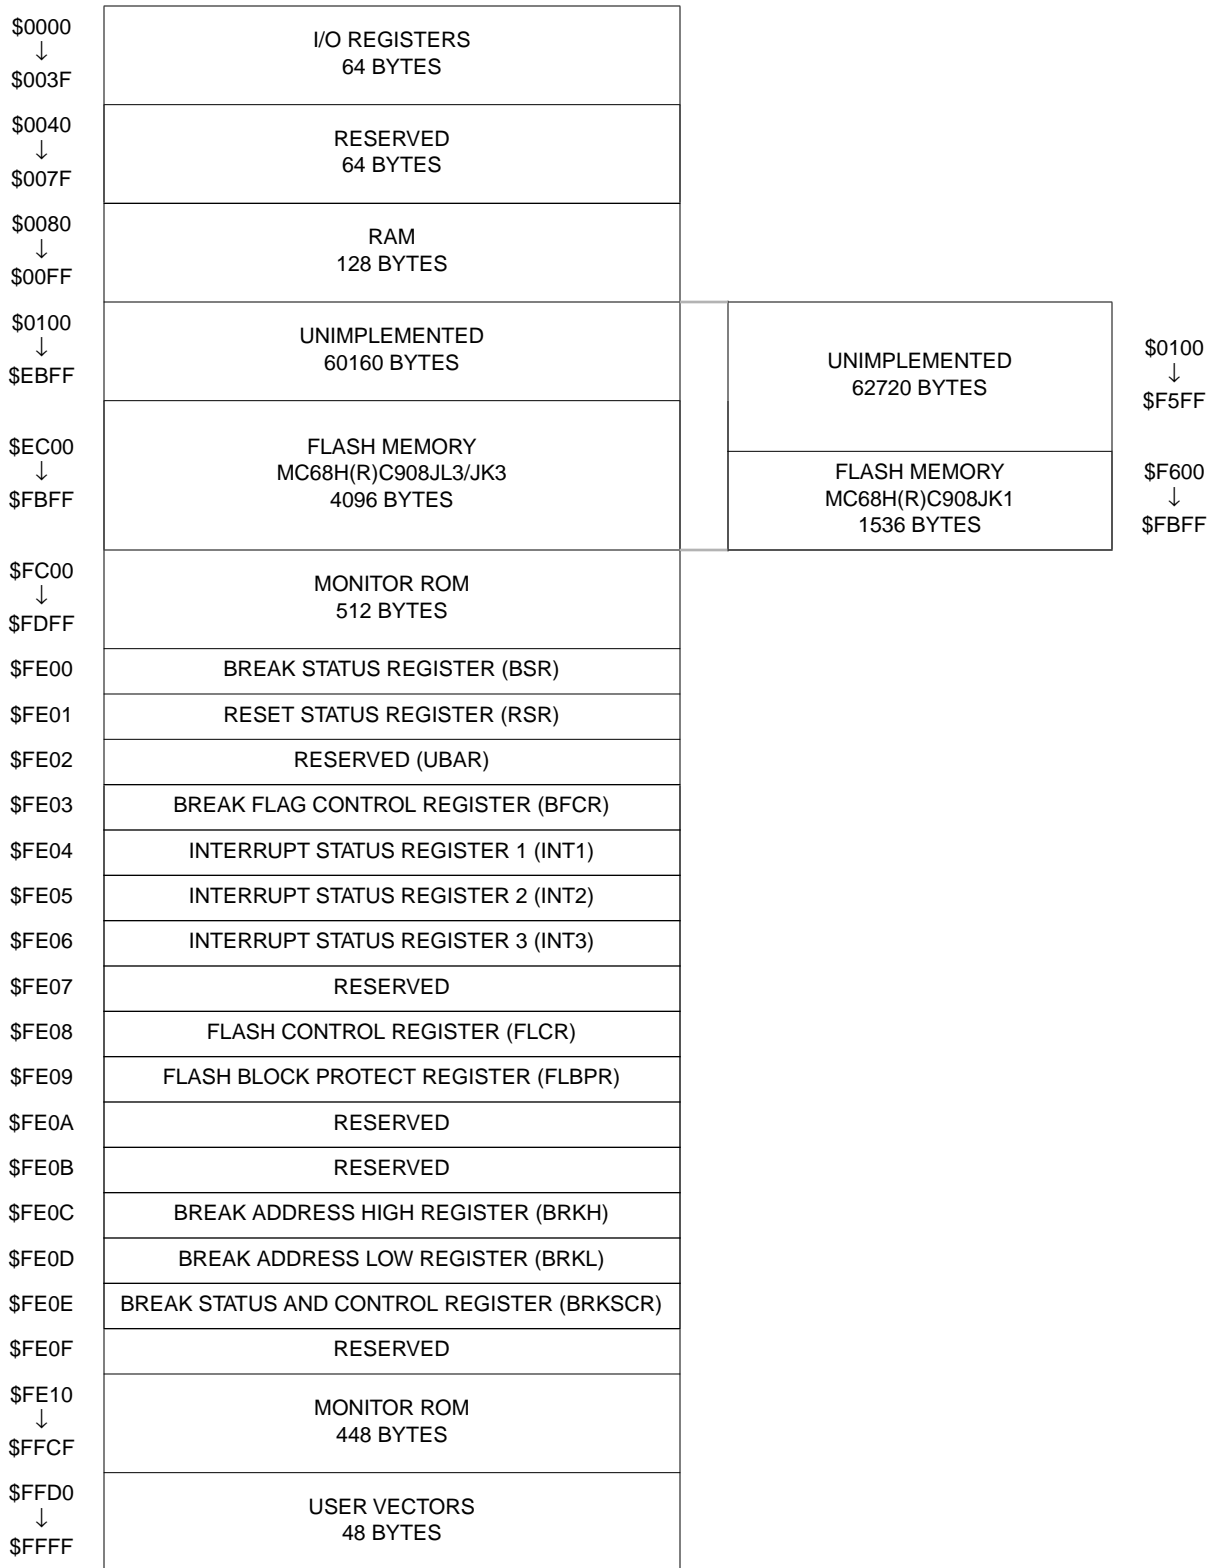 $0000
↓
$003F
I/O REGISTERS
64 BYTES
$0040
↓
$007F
RESERVED
64 BYTES
$0080
↓
$00FF
RAM
128 BYTES
$0100
↓
$EBFF
UNIMPLEMENTED
60160 BYTES
UNIMPLEMENTED
62720 BYTES
$0100
↓
$F5FF
$EC00
↓
$FBFF
FLASH MEMORY
MC68H(R)C908JL3/JK3
4096 BYTES
FLASH MEMORY
MC68H(R)C908JK1
1536 BYTES
$F600
↓
$FBFF
$FC00
↓
$FDFF
MONITOR ROM
512 BYTES
$FE00 BREAK STATUS REGISTER (BSR)
$FE01 RESET STATUS REGISTER (RSR)
$FE02 RESERVED (UBAR)
$FE03 BREAK FLAG CONTROL REGISTER (BFCR)
$FE04 INTERRUPT STATUS REGISTER 1 (INT1)
$FE05 INTERRUPT STATUS REGISTER 2 (INT2)
$FE06 INTERRUPT STATUS REGISTER 3 (INT3)
$FE07 RESERVED
$FE08 FLASH CONTROL REGISTER (FLCR)
$FE09 FLASH BLOCK PROTECT REGISTER (FLBPR)
$FE0A RESERVED
$FE0B RESERVED
$FE0C BREAK ADDRESS HIGH REGISTER (BRKH)
$FE0D BREAK ADDRESS LOW REGISTER (BRKL)
$FE0E BREAK STATUS AND CONTROL REGISTER (BRKSCR)
$FE0F RESERVED
$FE10
↓
$FFCF
MONITOR ROM
448 BYTES
$FFD0
↓
$FFFF
USER VECTORS
48 BYTES